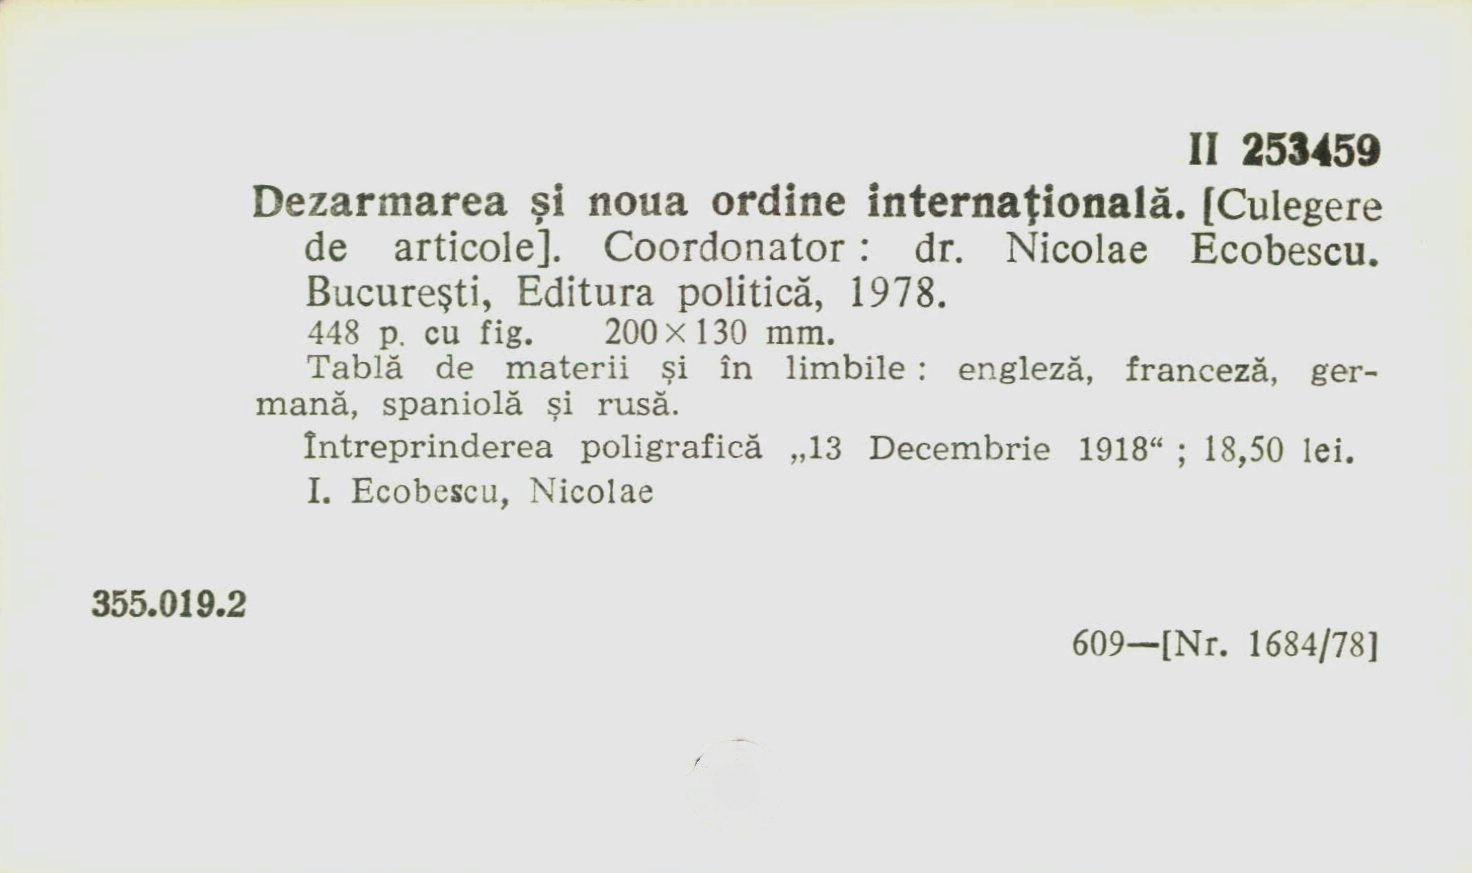 II 253459
Dezarmarea și noua ordine internațională. [Culegere
de articole]. Coordonator : dr. Nicolae Ecobescu.
București, Editura politică, 1978.
448 p. cu fig. 200×130 mm.
Tablă de materii și în limbile : engleză, franceză, ger-
mană, spaniolă și rusă.
Întreprinderea poligrafică „13 Decembrie 1918“ ; 18,50 lei.
I. Ecobescu, Nicolae
355.019.2
609—[Nr. 1684/78]